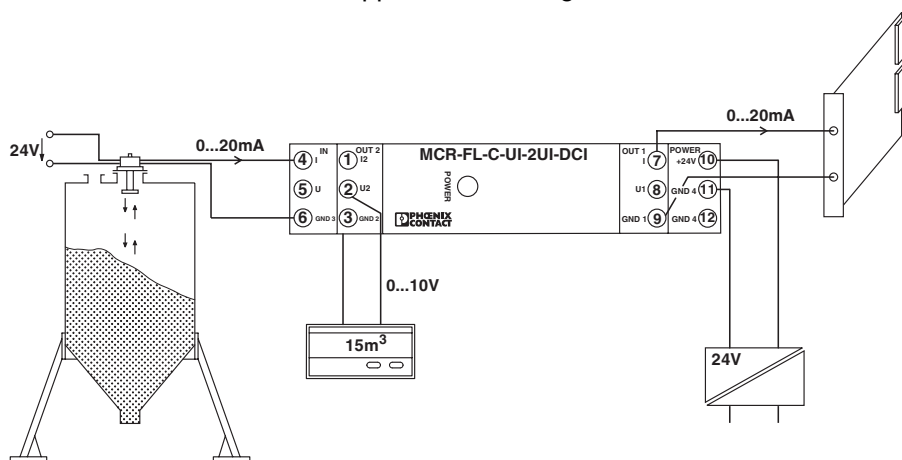 24V
0...20mA
IN
4 I
5 U
6 GND 3
OUT 2
1 I2
2 U2
3 GND 2
MCR-FL-C-UI-2UI-DCI
POWER
PHŒNIX
CONTACT
OUT 1
I 7
U1 8
GND 1 9
POWER
+24V 10
GND 4 11
GND 4 12
0...20mA
0...10V
15m³
24V